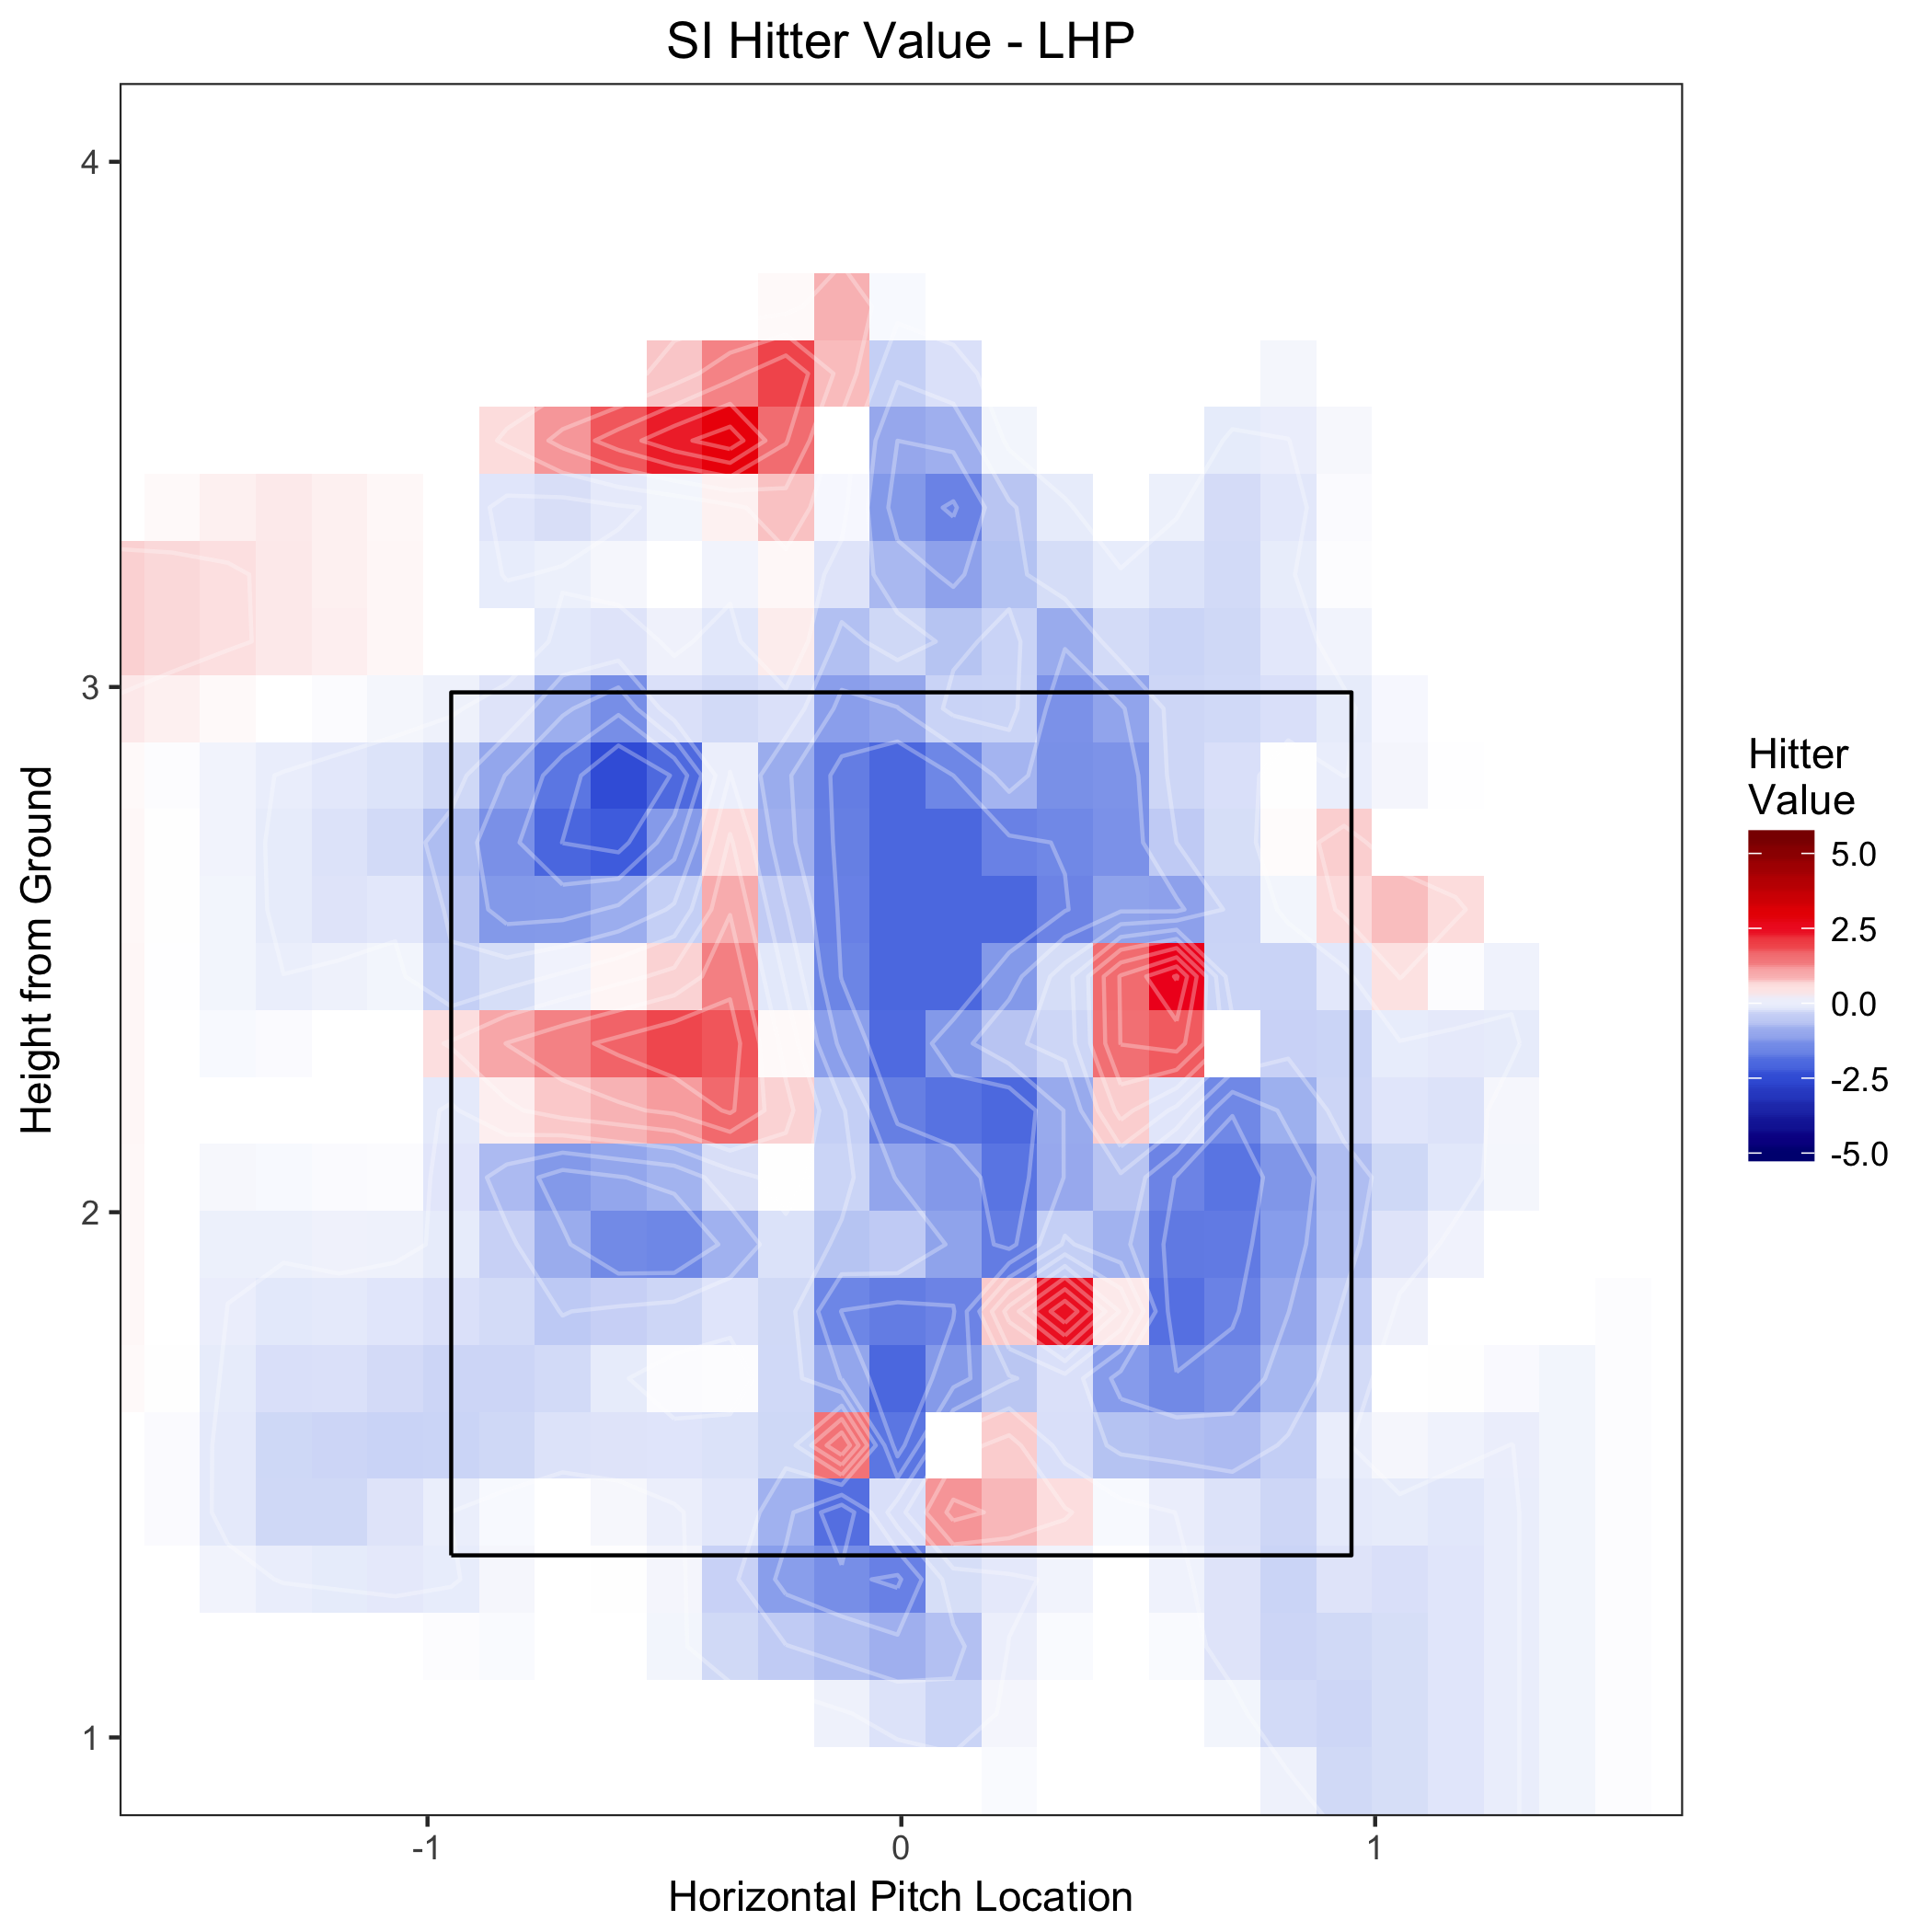 SI Hitter Value - LHP
4
3
2
1
Height from Ground
-1
0
1
Horizontal Pitch Location
Hitter
Value
5.0
2.5
0.0
-2.5
-5.0